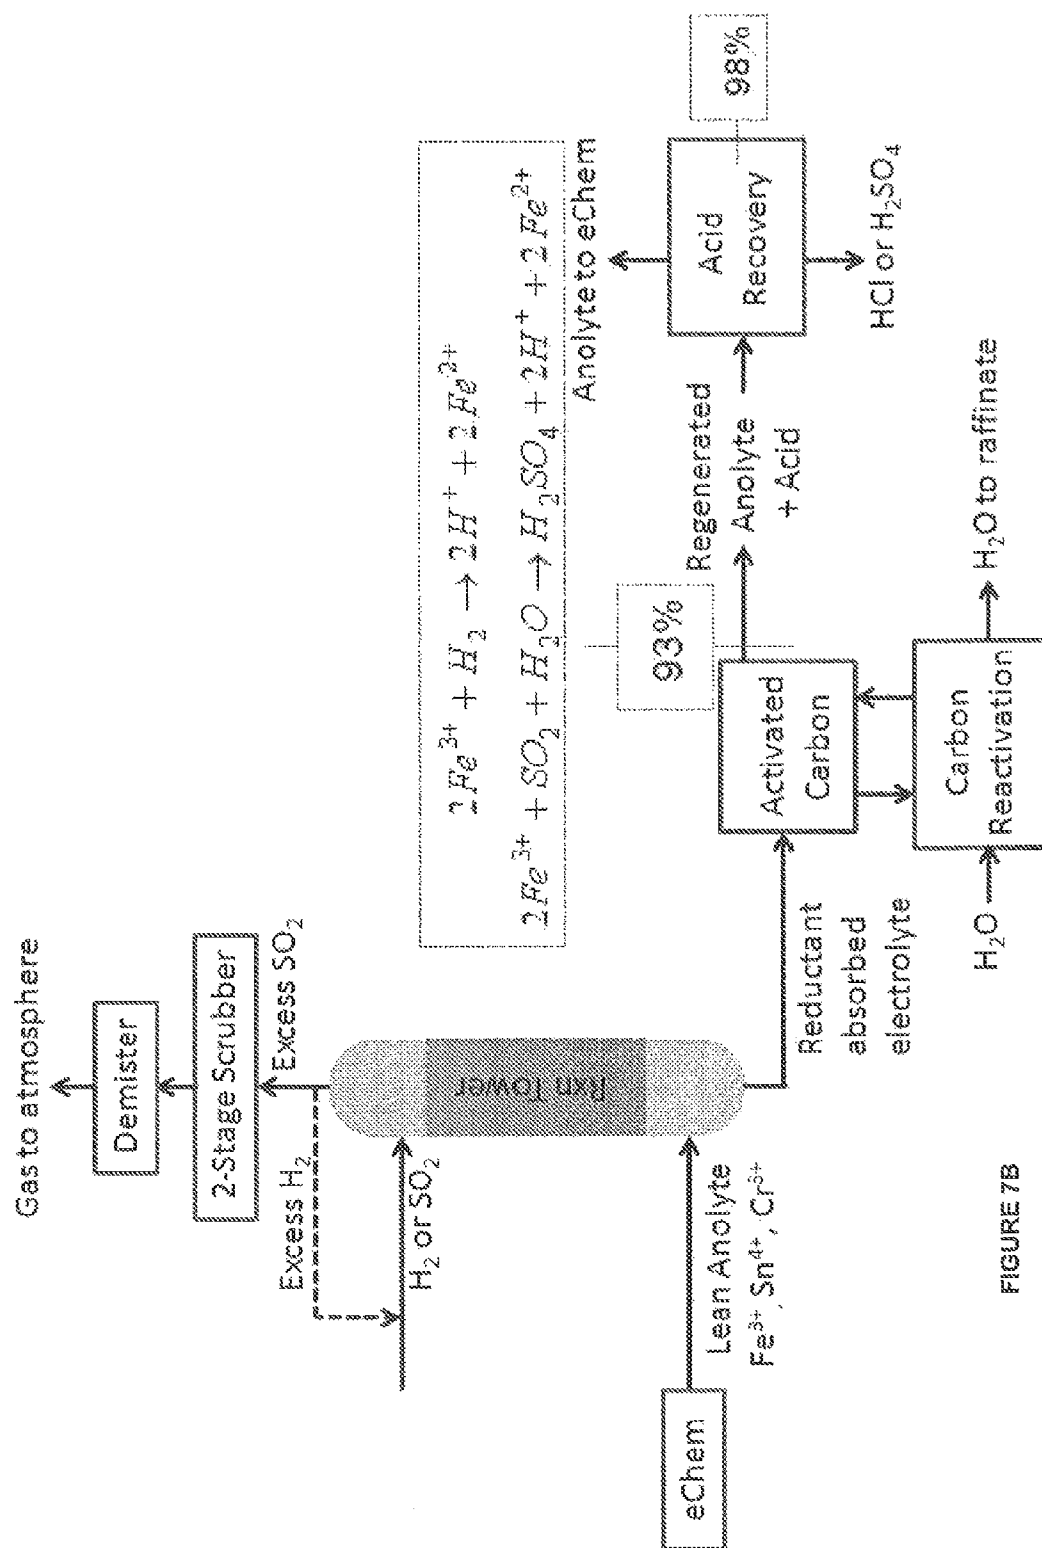 Gas to atmosphere
Demister
2-Stage Scrubber
Excess H₂
Excess SO₂
H₂ or SO₂
Rxn Tower
eChem
Lean Anolyte
Fe³⁺, Sn⁴⁺, Cr³⁺
Reductant
absorbed
electrolyte
2Fe³⁺ + H₂ → 2H⁺ + 2Fe²⁺
2Fe³⁺ + SO₂ + H₂O → H₂SO₄ + 2H⁺ + 2Fe²⁺
93%
Activated
Carbon
H₂O
Carbon
Reactivation
H₂O to raffinate
Regenerated
Anolyte
+ Acid
Anolyte to eChem
Acid
Recovery
98%
HCl or H₂SO₄
FIGURE 7B